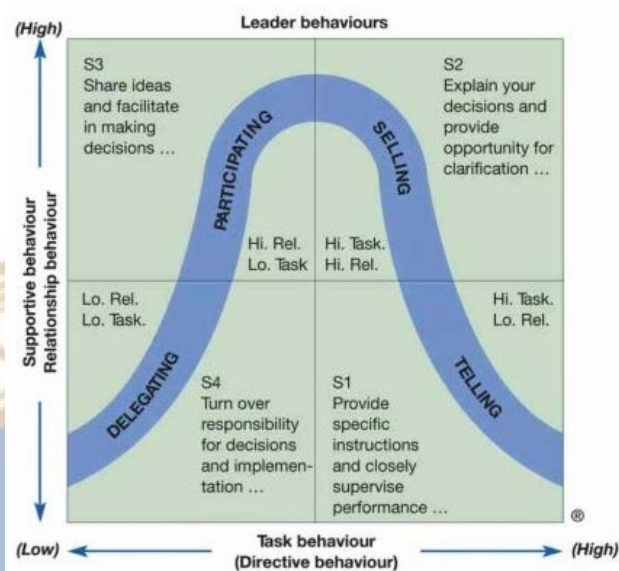 Leader behaviours
(High)
S3
Share ideas
and facilitate
in making
decisions ...
S2
Explain your
decisions and
provide
opportunity for
clarification ...
PARTICIPATING
SELLING
Hi. Rel.
Lo. Task
Hi. Task.
Hi. Rel.
Supportive behaviour
Relationship behaviour
Lo. Rel.
Lo. Task.
Hi. Task.
Lo. Rel.
DELEGATING
TELLING
S4
Turn over
responsibility
for decisions
and implemen-
tation ...
S1
Provide
specific
instructions
and closely
supervise
performance ...
®
(Low)
Task behaviour
(Directive behaviour)
(High)